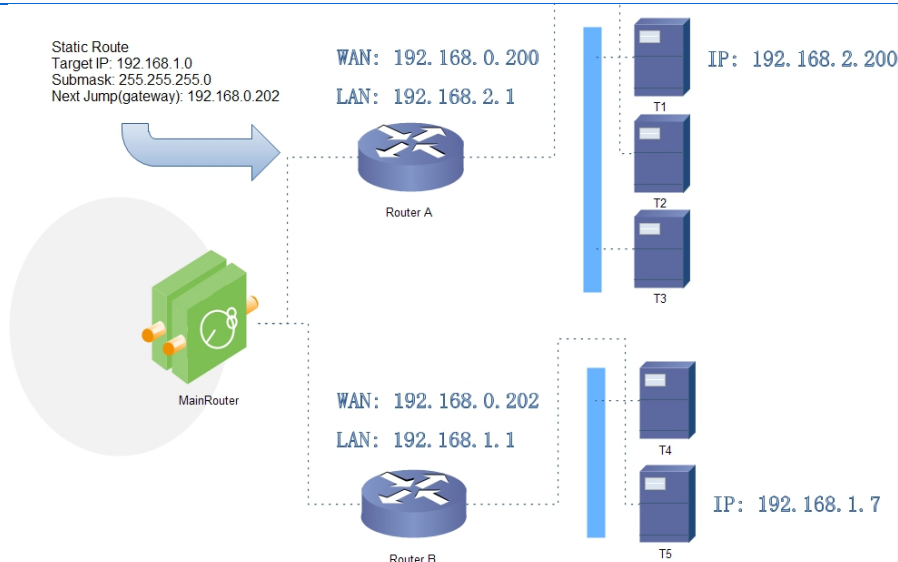 Static Route
Target IP: 192.168.1.0
Submask: 255.255.255.0
Next Jump(gateway): 192.168.0.202
WAN: 192.168.0.200
LAN: 192.168.2.1
Router A
IP: 192.168.2.200
T1
T2
T3
MainRouter
WAN: 192.168.0.202
LAN: 192.168.1.1
Router B
T4
IP: 192.168.1.7
T5